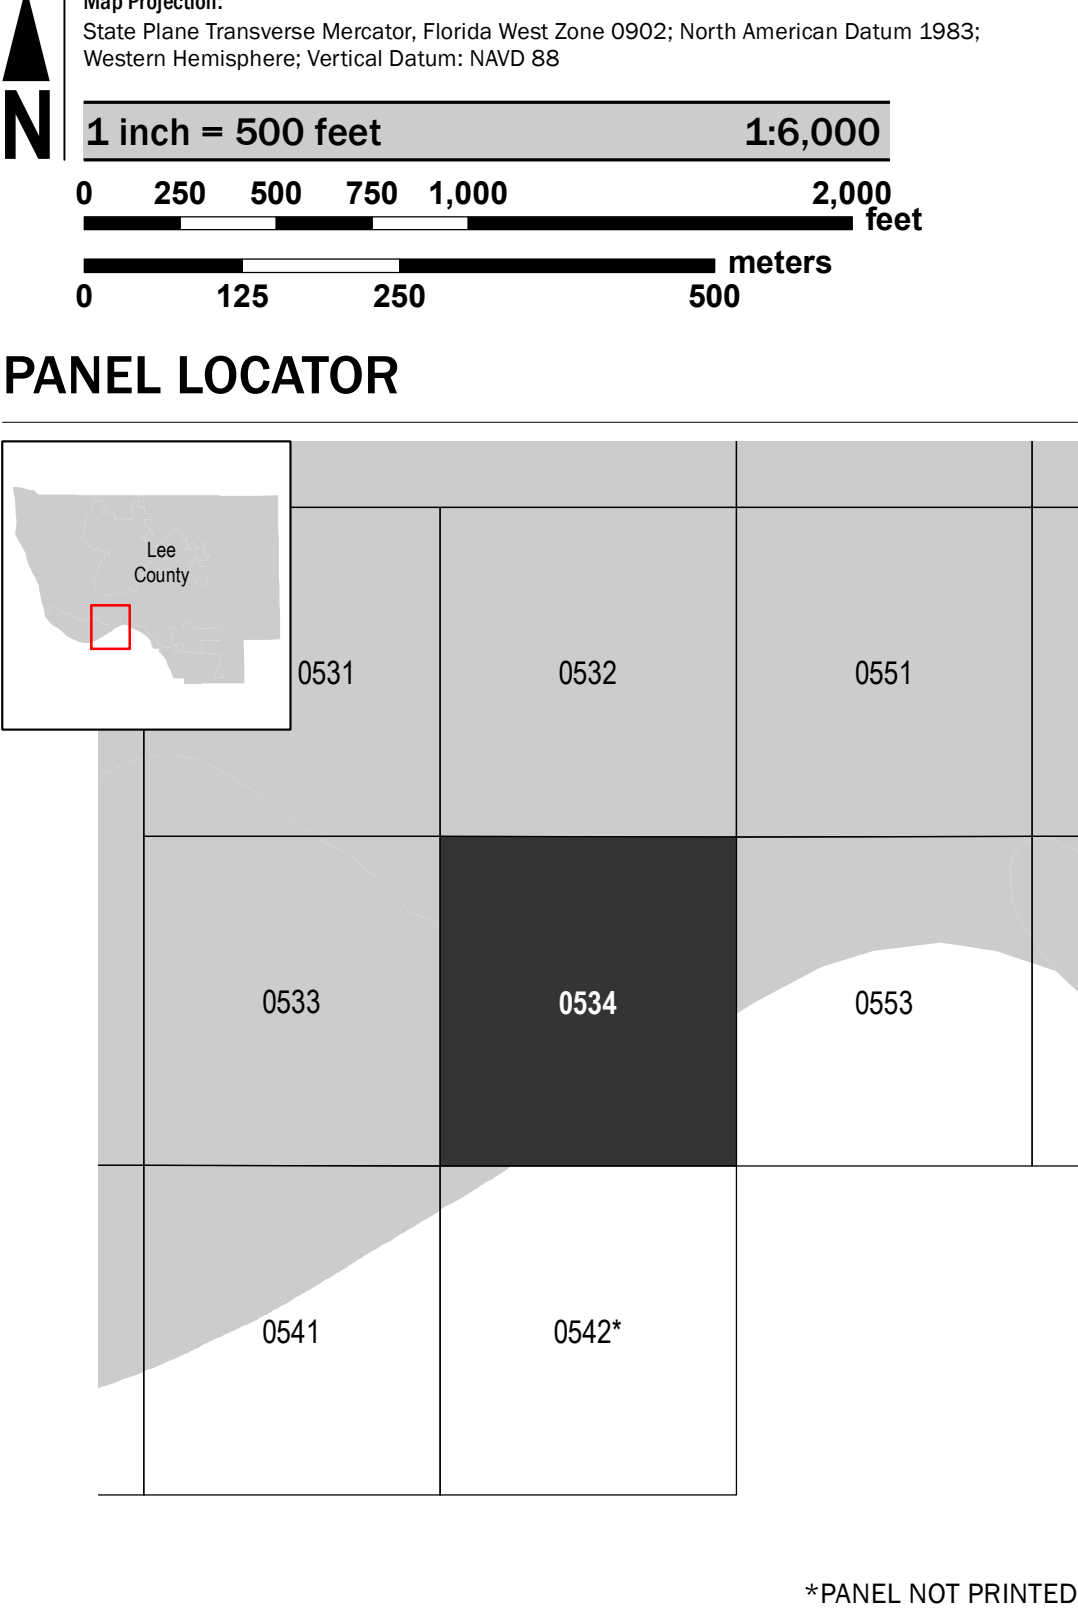 Map Projection:
State Plane Transverse Mercator, Florida West Zone 0902; North American Datum 1983;
Western Hemisphere; Vertical Datum: NAVD 88
N
1 inch = 500 feet 1:6,000
0 250 500 750 1,000 2,000
feet
meters
0 125 250 500
PANEL LOCATOR
Lee
County
0531 0532 0551
0533 0534 0553
0541 0542*
*PANEL NOT PRINTED